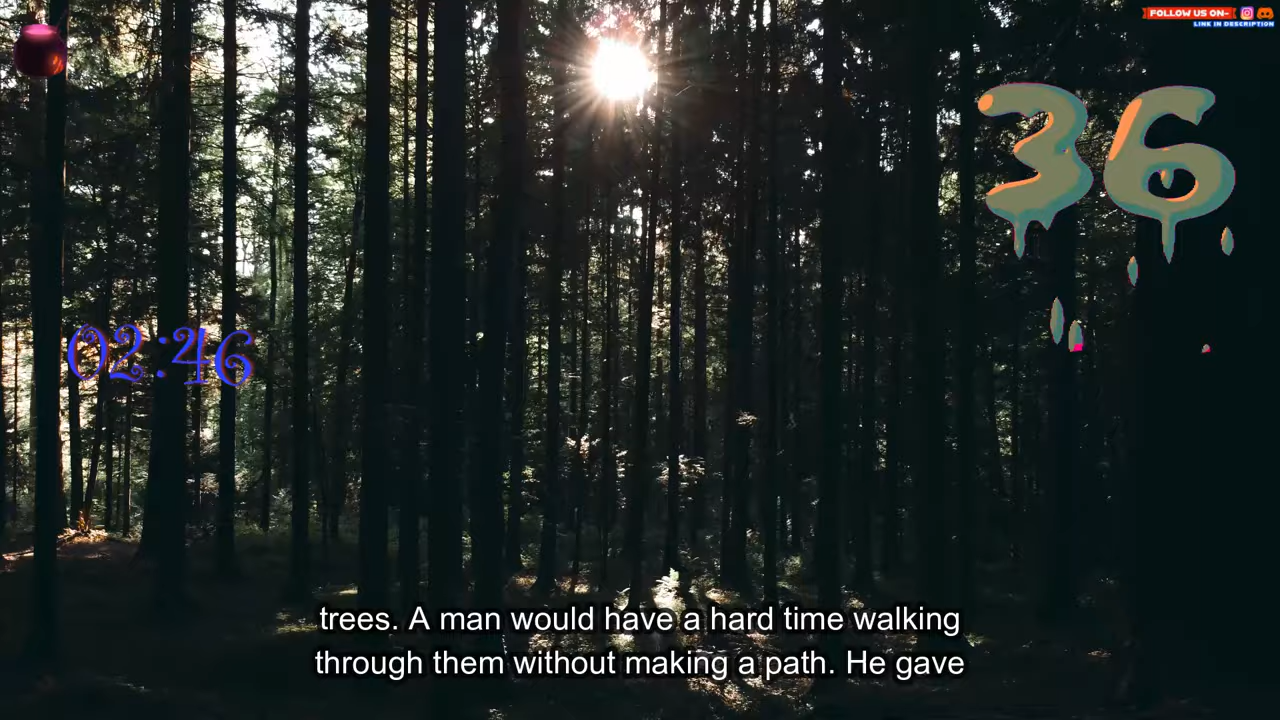 FOLLOW US ON-
LINK IN DESCRIPTION
36
02:46
trees. A man would have a hard time walking
through them without making a path. He gave